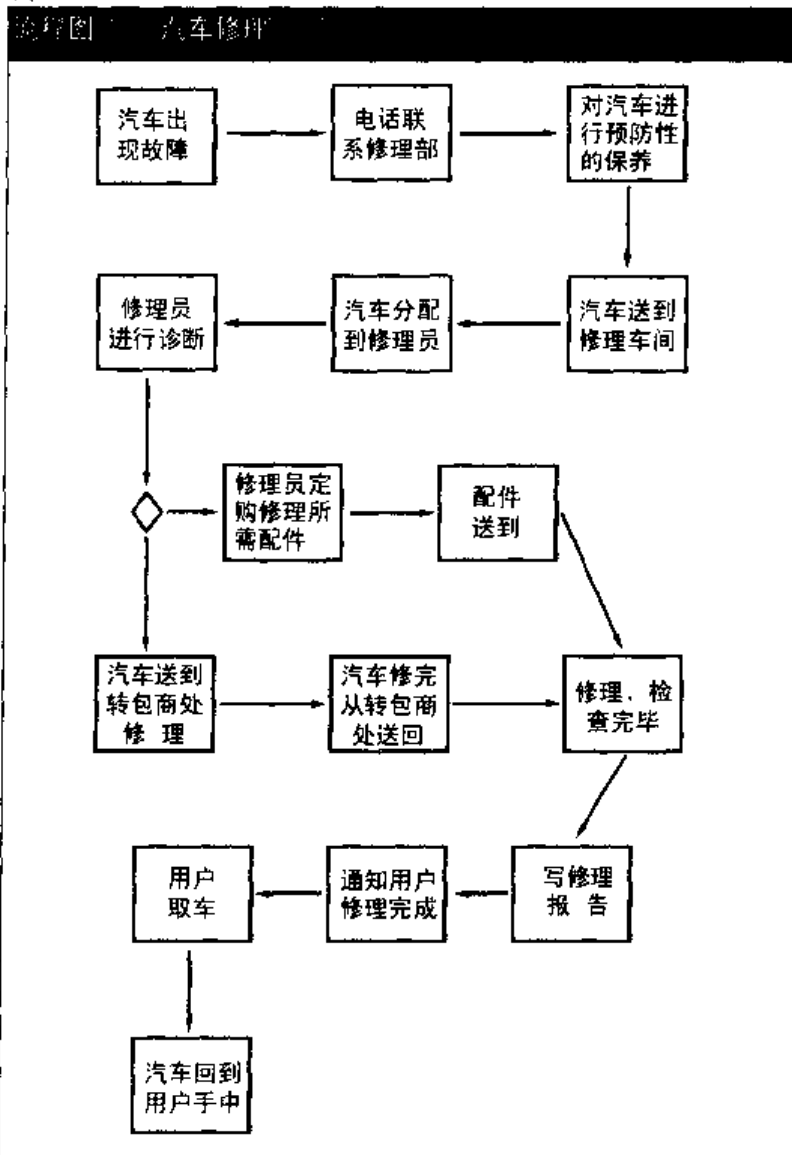 流程图 汽车修理
汽车出
现故障
电话联
系修理部
对汽车进
行预防性
的保养
修理员
进行诊断
汽车分配
到修理员
汽车送到
修理车间
修理员定
购修理所
需配件
配件
送到
汽车送到
转包商处
修 理
汽车修完
从转包商
处送回
修理、检
查完毕
用户
取车
通知用户
修理完成
写修理
报 告
汽车回到
用户手中